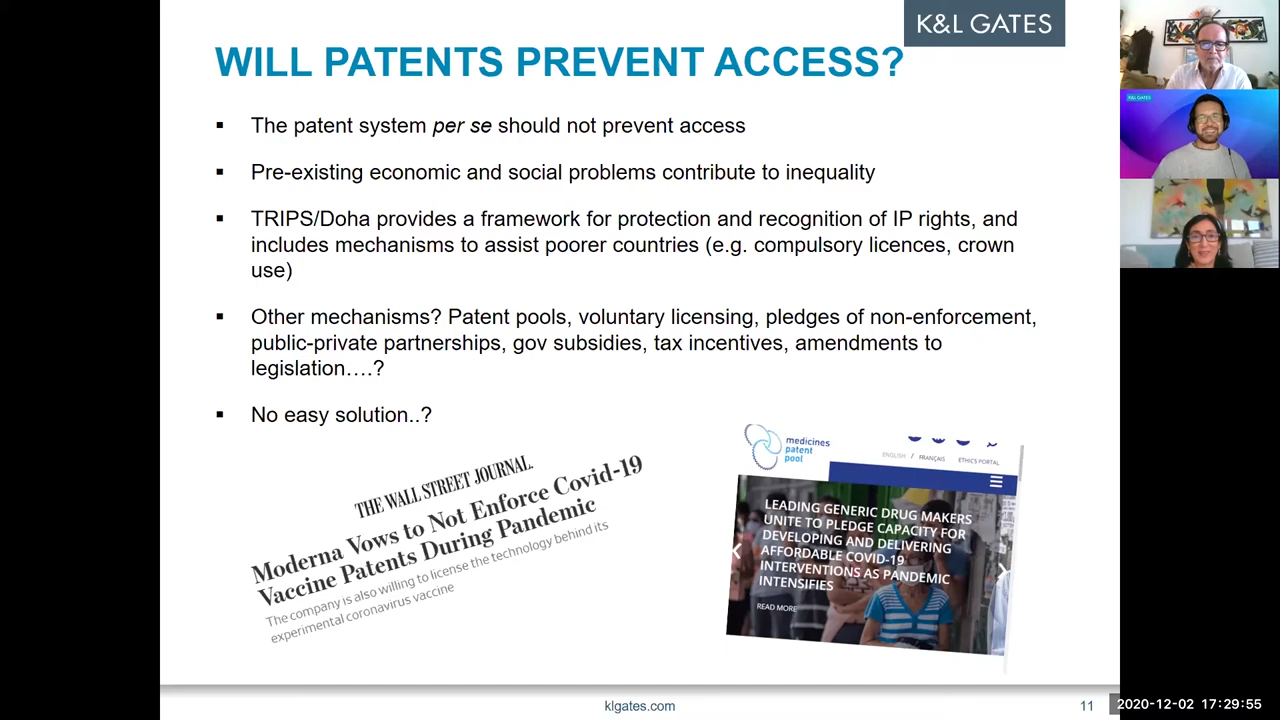 K&L GATES
WILL PATENTS PREVENT ACCESS?
▪ The patent system per se should not prevent access
▪ Pre-existing economic and social problems contribute to inequality
▪ TRIPS/Doha provides a framework for protection and recognition of IP rights, and
includes mechanisms to assist poorer countries (e.g. compulsory licences, crown
use)
▪ Other mechanisms? Patent pools, voluntary licensing, pledges of non-enforcement,
public-private partnerships, gov subsidies, tax incentives, amendments to
legislation….?
▪ No easy solution..?
THE WALL STREET JOURNAL.
Moderna Vows to Not Enforce Covid-19
Vaccine Patents During Pandemic
The company is also willing to license the technology behind its
experimental coronavirus vaccine
medicines
patent
pool
ENGLISH / FRANÇAIS ETHICS PORTAL
LEADING GENERIC DRUG MAKERS
UNITE TO PLEDGE CAPACITY FOR
DEVELOPING AND DELIVERING
AFFORDABLE COVID-19
INTERVENTIONS AS PANDEMIC
INTENSIFIES
READ MORE
klgates.com
11
K&L GATES
2020-12-02 17:29:55